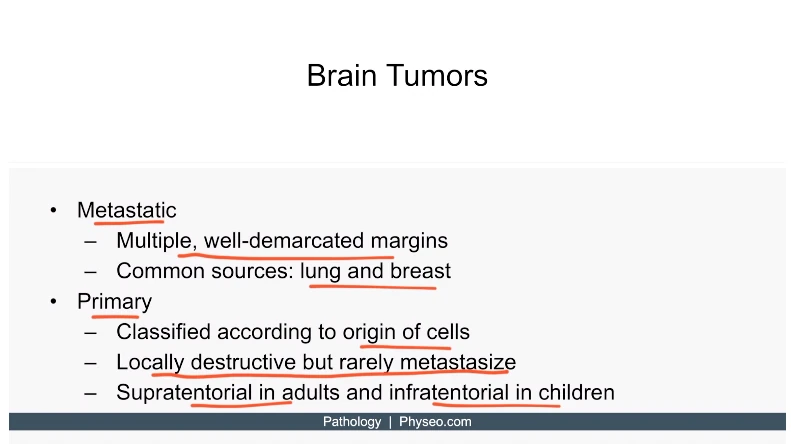 Brain Tumors
• Metastatic
– Multiple, well-demarcated margins
– Common sources: lung and breast
• Primary
– Classified according to origin of cells
– Locally destructive but rarely metastasize
– Supratentorial in adults and infratentorial in children
Pathology | Physeo.com